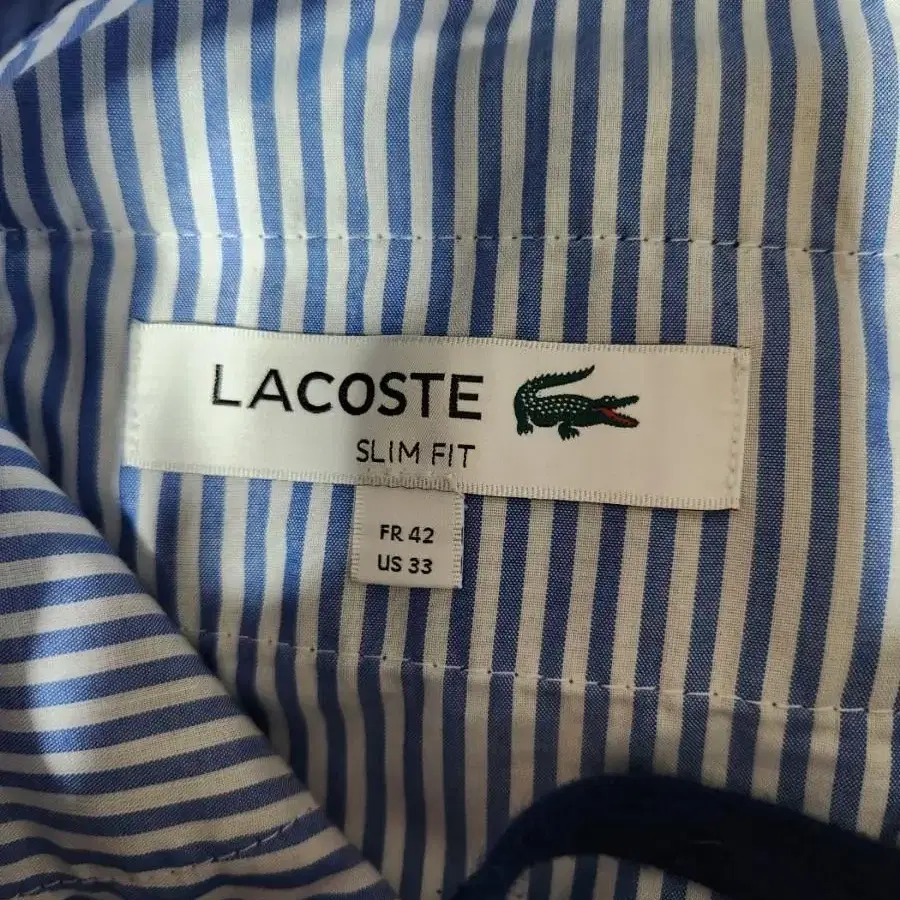 LACOSTE
SLIM FIT
FR 42
US 33